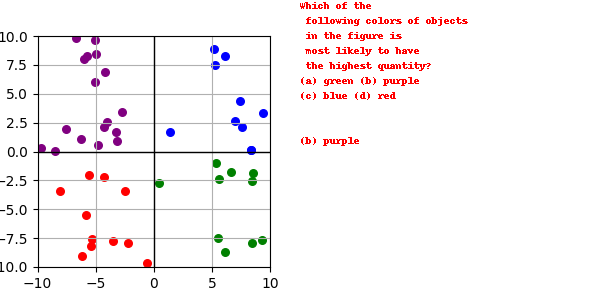 Which of the
following colors of objects
in the figure is
most likely to have
the highest quantity?
(a) green (b) purple
(c) blue (d) red
(b) purple
10.0
7.5
5.0
2.5
0.0
−2.5
−5.0
−7.5
−10.0
−10 −5 0 5 10